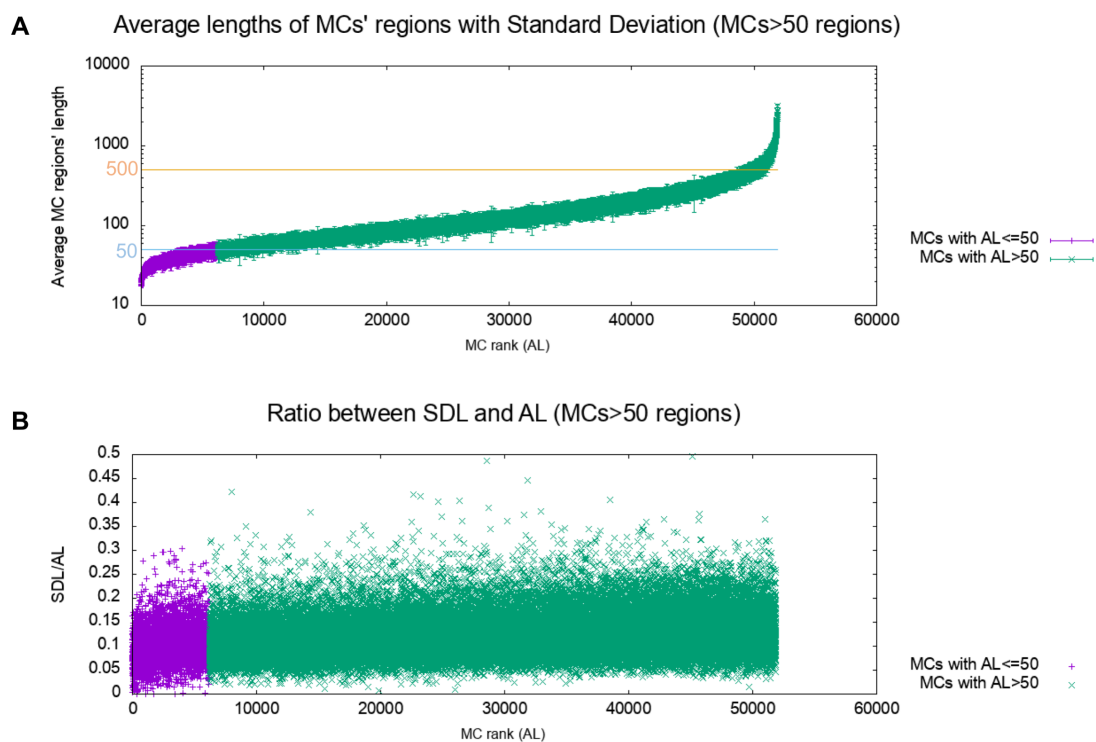 A
Average lengths of MCs' regions with Standard Deviation (MCs>50 regions)
Average MC regions' length
10000
1000
500
100
50
10
0 10000 20000 30000 40000 50000 60000
MC rank (AL)
MCs with AL<=50
MCs with AL>50
B
Ratio between SDL and AL (MCs>50 regions)
SDL/AL
0.5
0.45
0.4
0.35
0.3
0.25
0.2
0.15
0.1
0.05
0
0 10000 20000 30000 40000 50000 60000
MC rank (AL)
MCs with AL<=50
MCs with AL>50